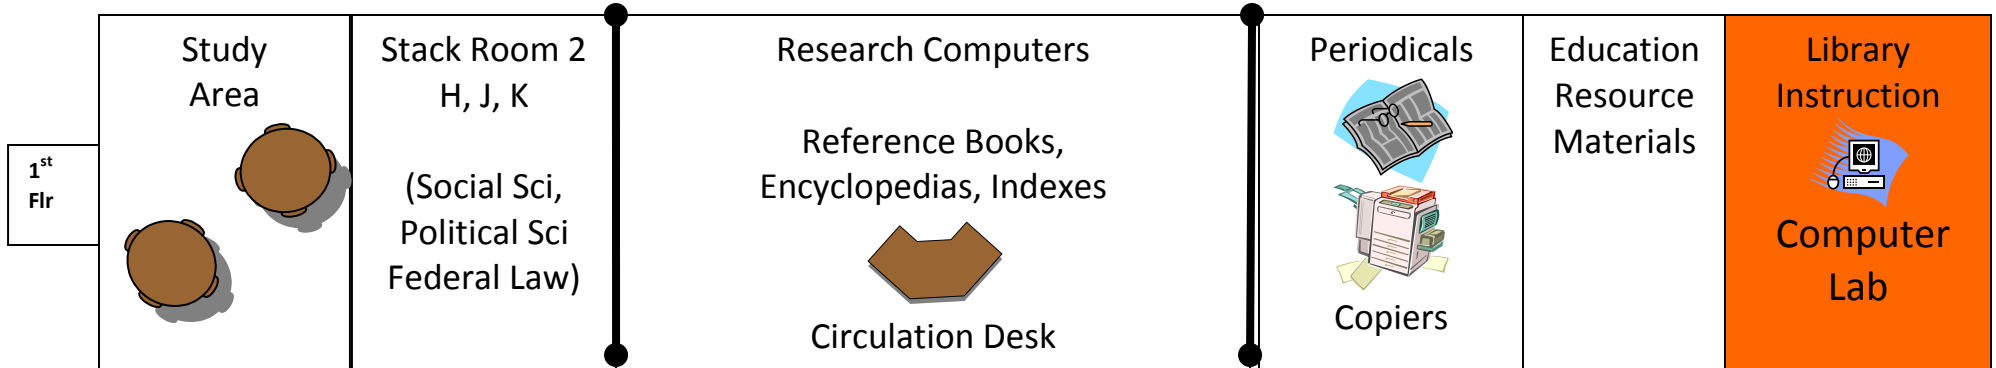 1st
Flr
Study
Area
Stack Room 2
H, J, K
(Social Sci,
Political Sci
Federal Law)
Research Computers
Reference Books,
Encyclopedias, Indexes
Circulation Desk
Periodicals
Copiers
Education
Resource
Materials
Library
Instruction
Computer
Lab